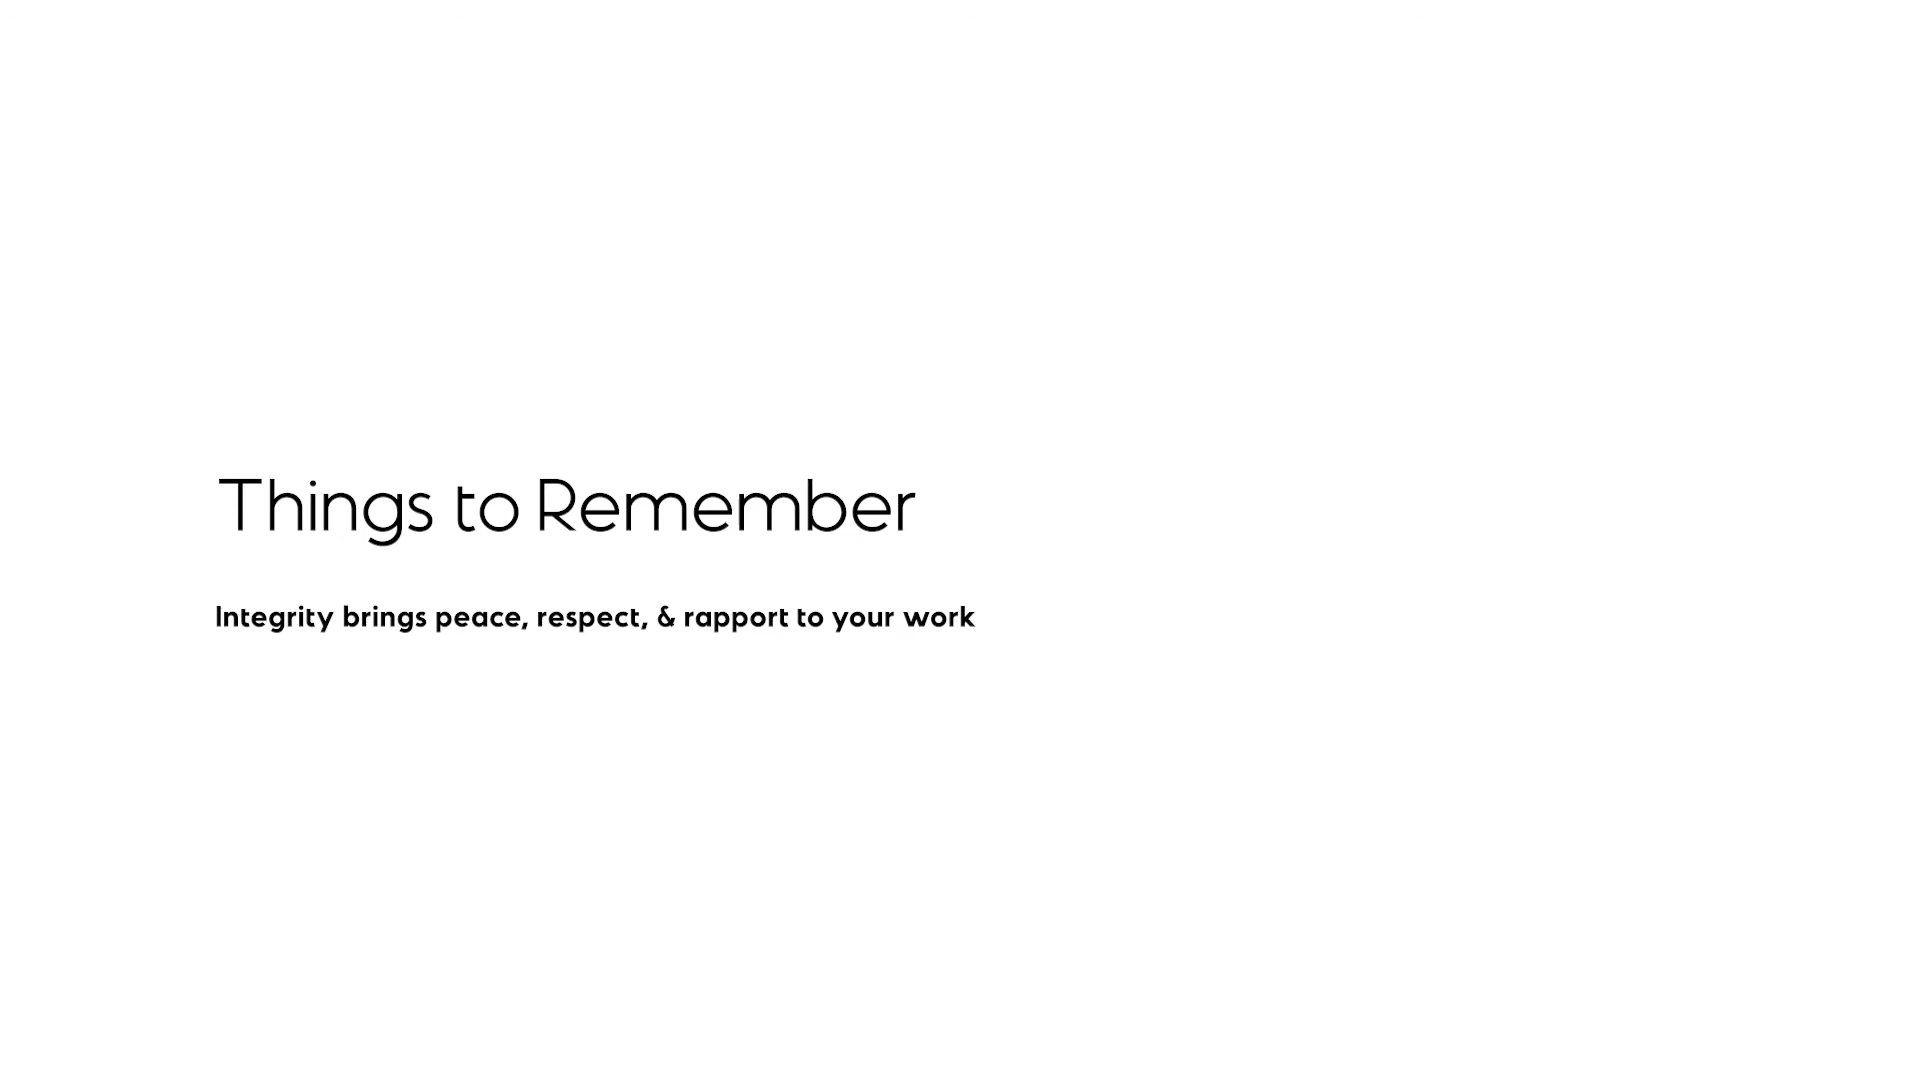 Things to Remember
Integrity brings peace, respect, & rapport to your work